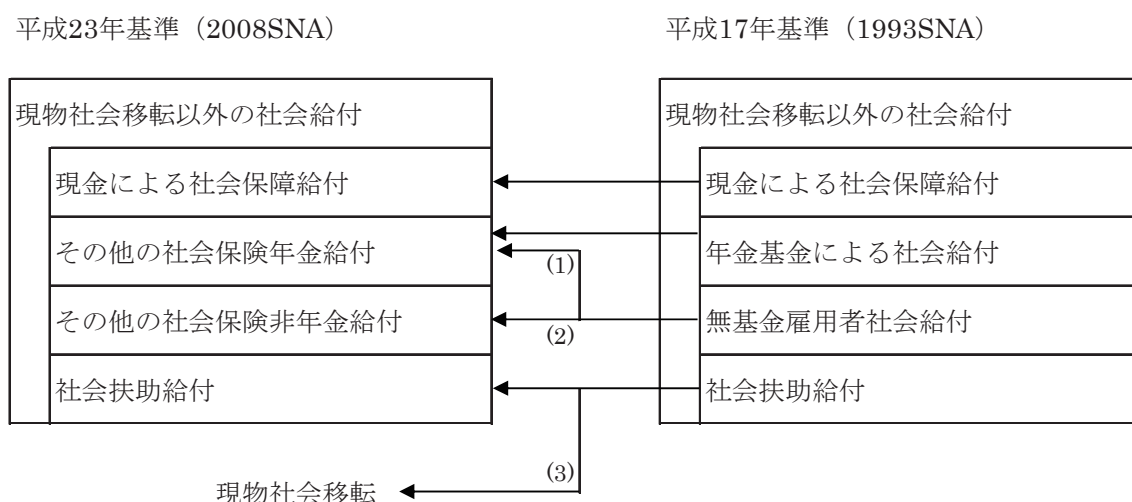 平成23年基準（2008SNA）
平成17年基準（1993SNA）
現物社会移転以外の社会給付
現物社会移転以外の社会給付
現金による社会保障給付
現金による社会保障給付
その他の社会保険年金給付
(1)
年金基金による社会給付
その他の社会保険非年金給付
(2)
無基金雇用者社会給付
社会扶助給付
社会扶助給付
(3)
現物社会移転